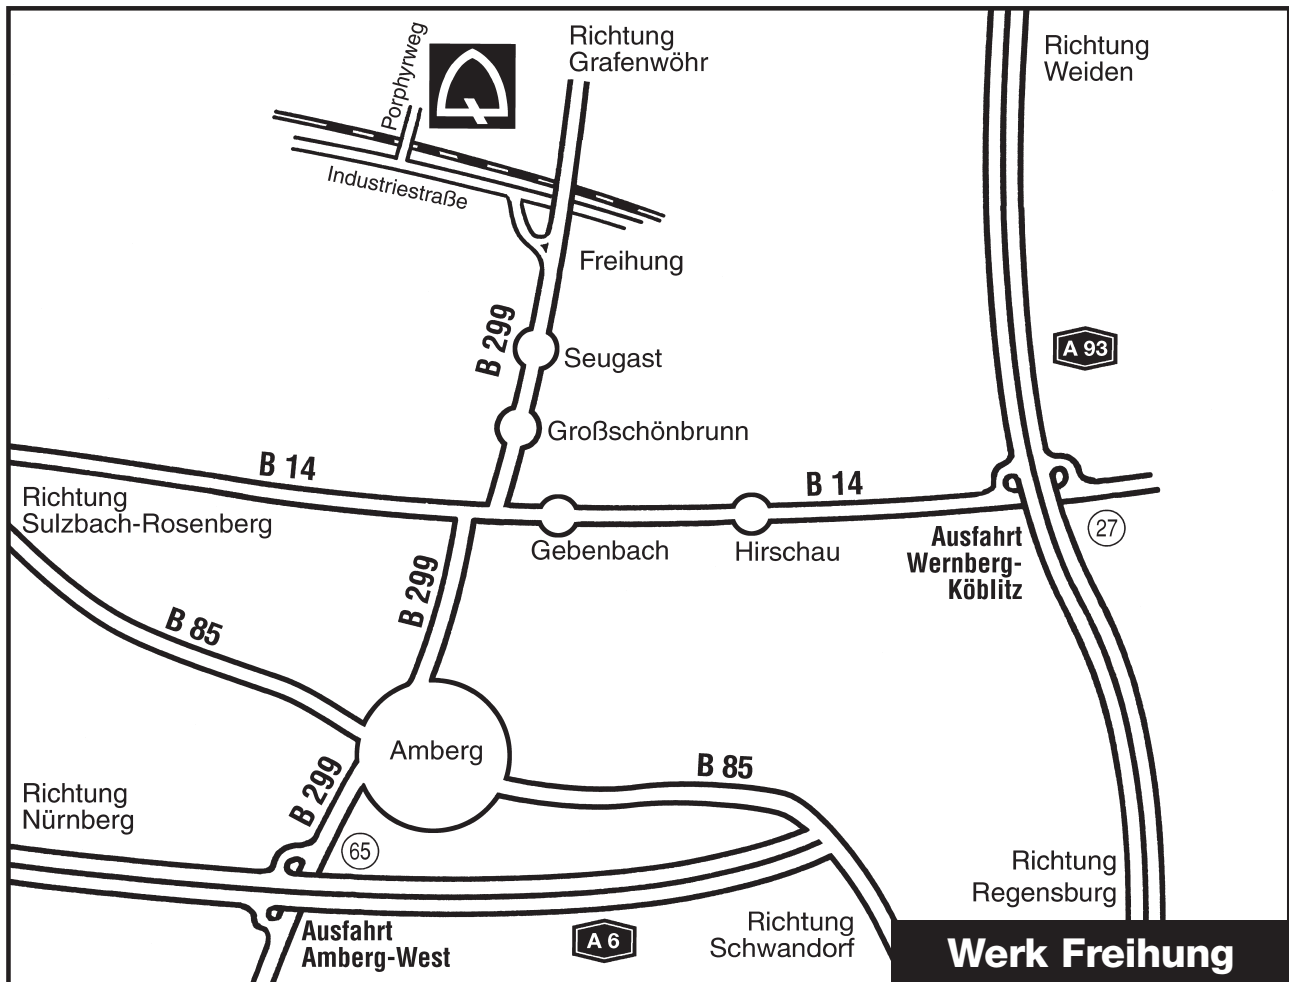 Richtung
Grafenwöhr
Richtung
Weiden
Porphyrweg
Industriestraße
Freihung
B 299
Seugast
A 93
Großschönbrunn
B 14
B 14
Richtung
Sulzbach-Rosenberg
Gebenbach
Hirschau
Ausfahrt
Wernberg-
Köblitz
27
B 299
B 85
Amberg
B 85
B 299
Richtung
Nürnberg
65
Richtung
Regensburg
Ausfahrt
Amberg-West
A 6
Richtung
Schwandorf
Werk Freihung